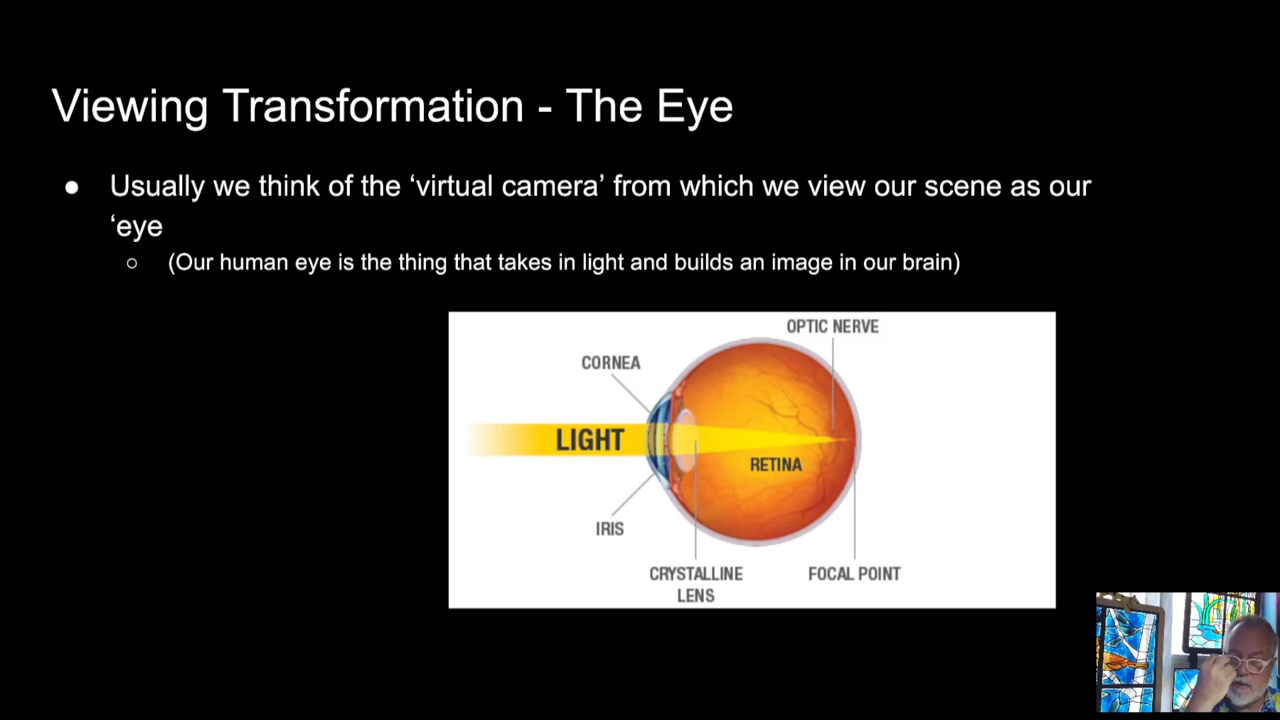 Viewing Transformation - The Eye
● Usually we think of the ‘virtual camera’ from which we view our scene as our
‘eye
○ (Our human eye is the thing that takes in light and builds an image in our brain)
OPTIC NERVE
CORNEA
LIGHT
RETINA
IRIS
CRYSTALLINE
LENS
FOCAL POINT